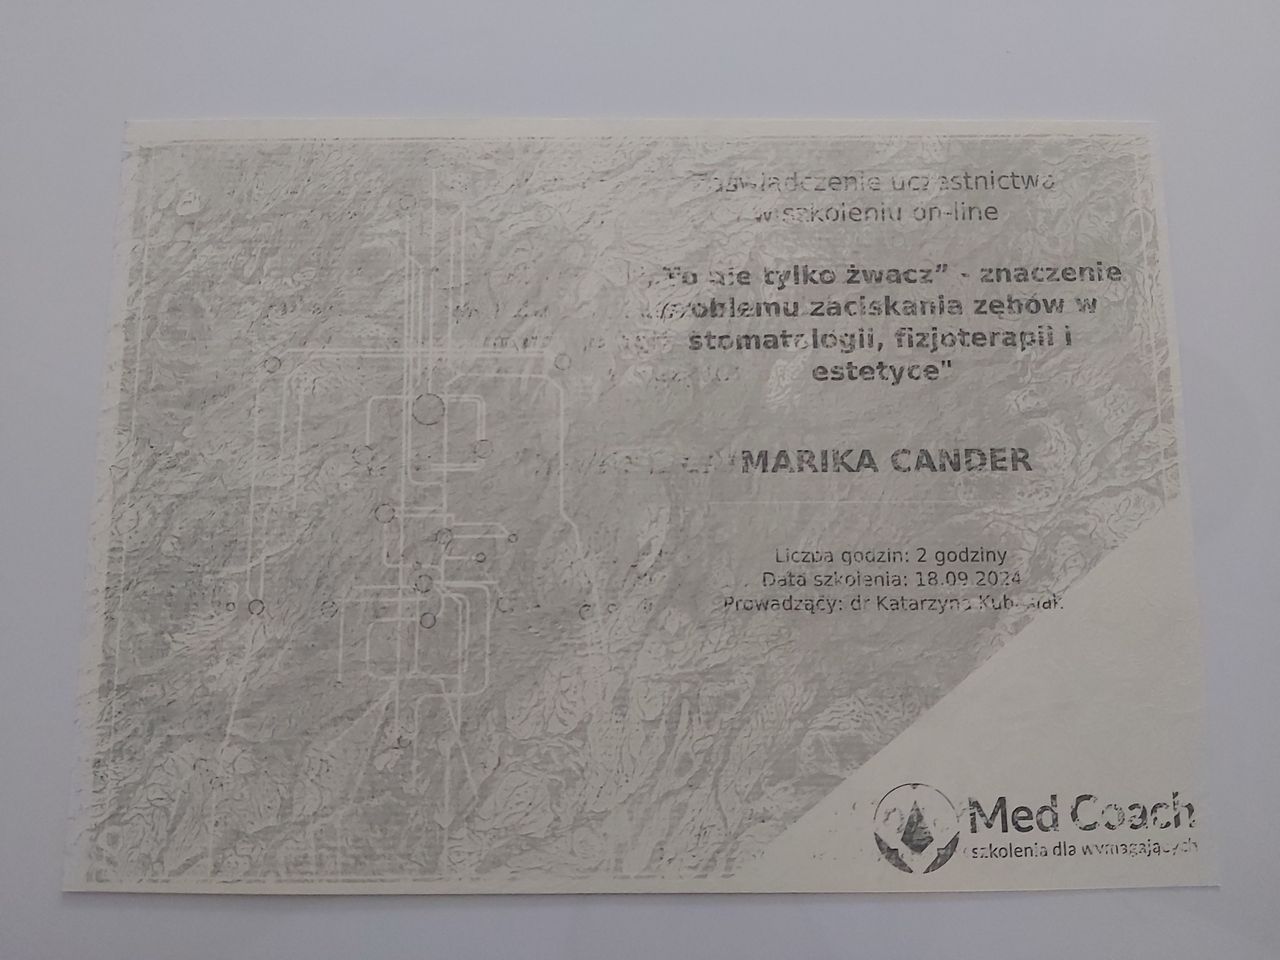 Zaświadczenie uczestnictwa
w szkoleniu on-line
„To nie tylko żwacz” - znaczenie
problemu zaciskania zębów w
stomatologii, fizjoterapii i
estetyce"
MARIKA CANDER
Liczba godzin: 2 godziny
Data szkolenia: 18.09.2024
Prowadzący: dr Katarzyna
Med Coach
szkolenia dla wymagających